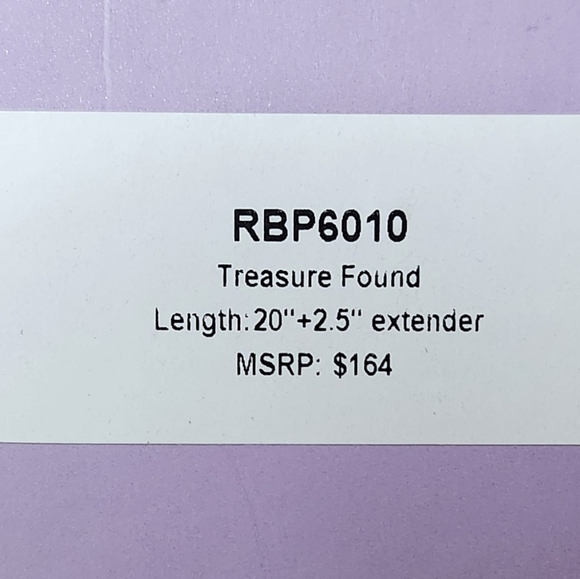 RBP6010
Treasure Found
Length:20"+2.5" extender
MSRP: $164